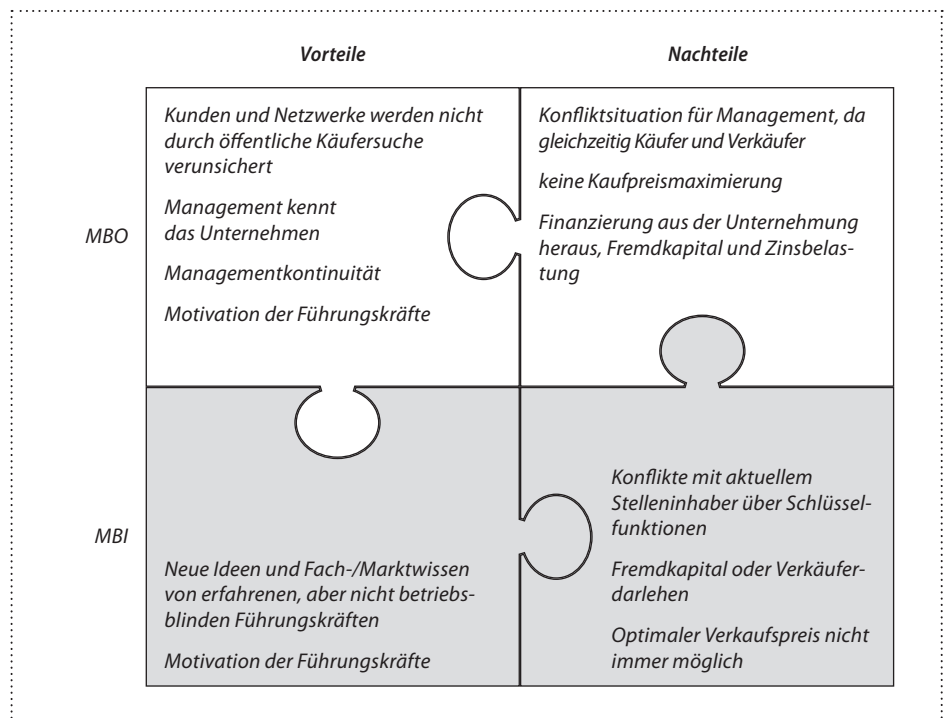 Vorteile
Nachteile
MBO
Kunden und Netzwerke werden nicht
durch öffentliche Käufersuche
verunsichert
Management kennt
das Unternehmen
Managementkontinuität
Motivation der Führungskräfte
Konfliktsituation für Management, da
gleichzeitig Käufer und Verkäufer
keine Kaufpreismaximierung
Finanzierung aus der Unternehmung
heraus, Fremdkapital und Zinsbelas-
tung
MBI
Neue Ideen und Fach-/Marktwissen
von erfahrenen, aber nicht betriebs-
blinden Führungskräften
Motivation der Führungskräfte
Konflikte mit aktuellem
Stelleninhaber über Schlüssel-
funktionen
Fremdkapital oder Verkäufer-
darlehen
Optimaler Verkaufspreis nicht
immer möglich